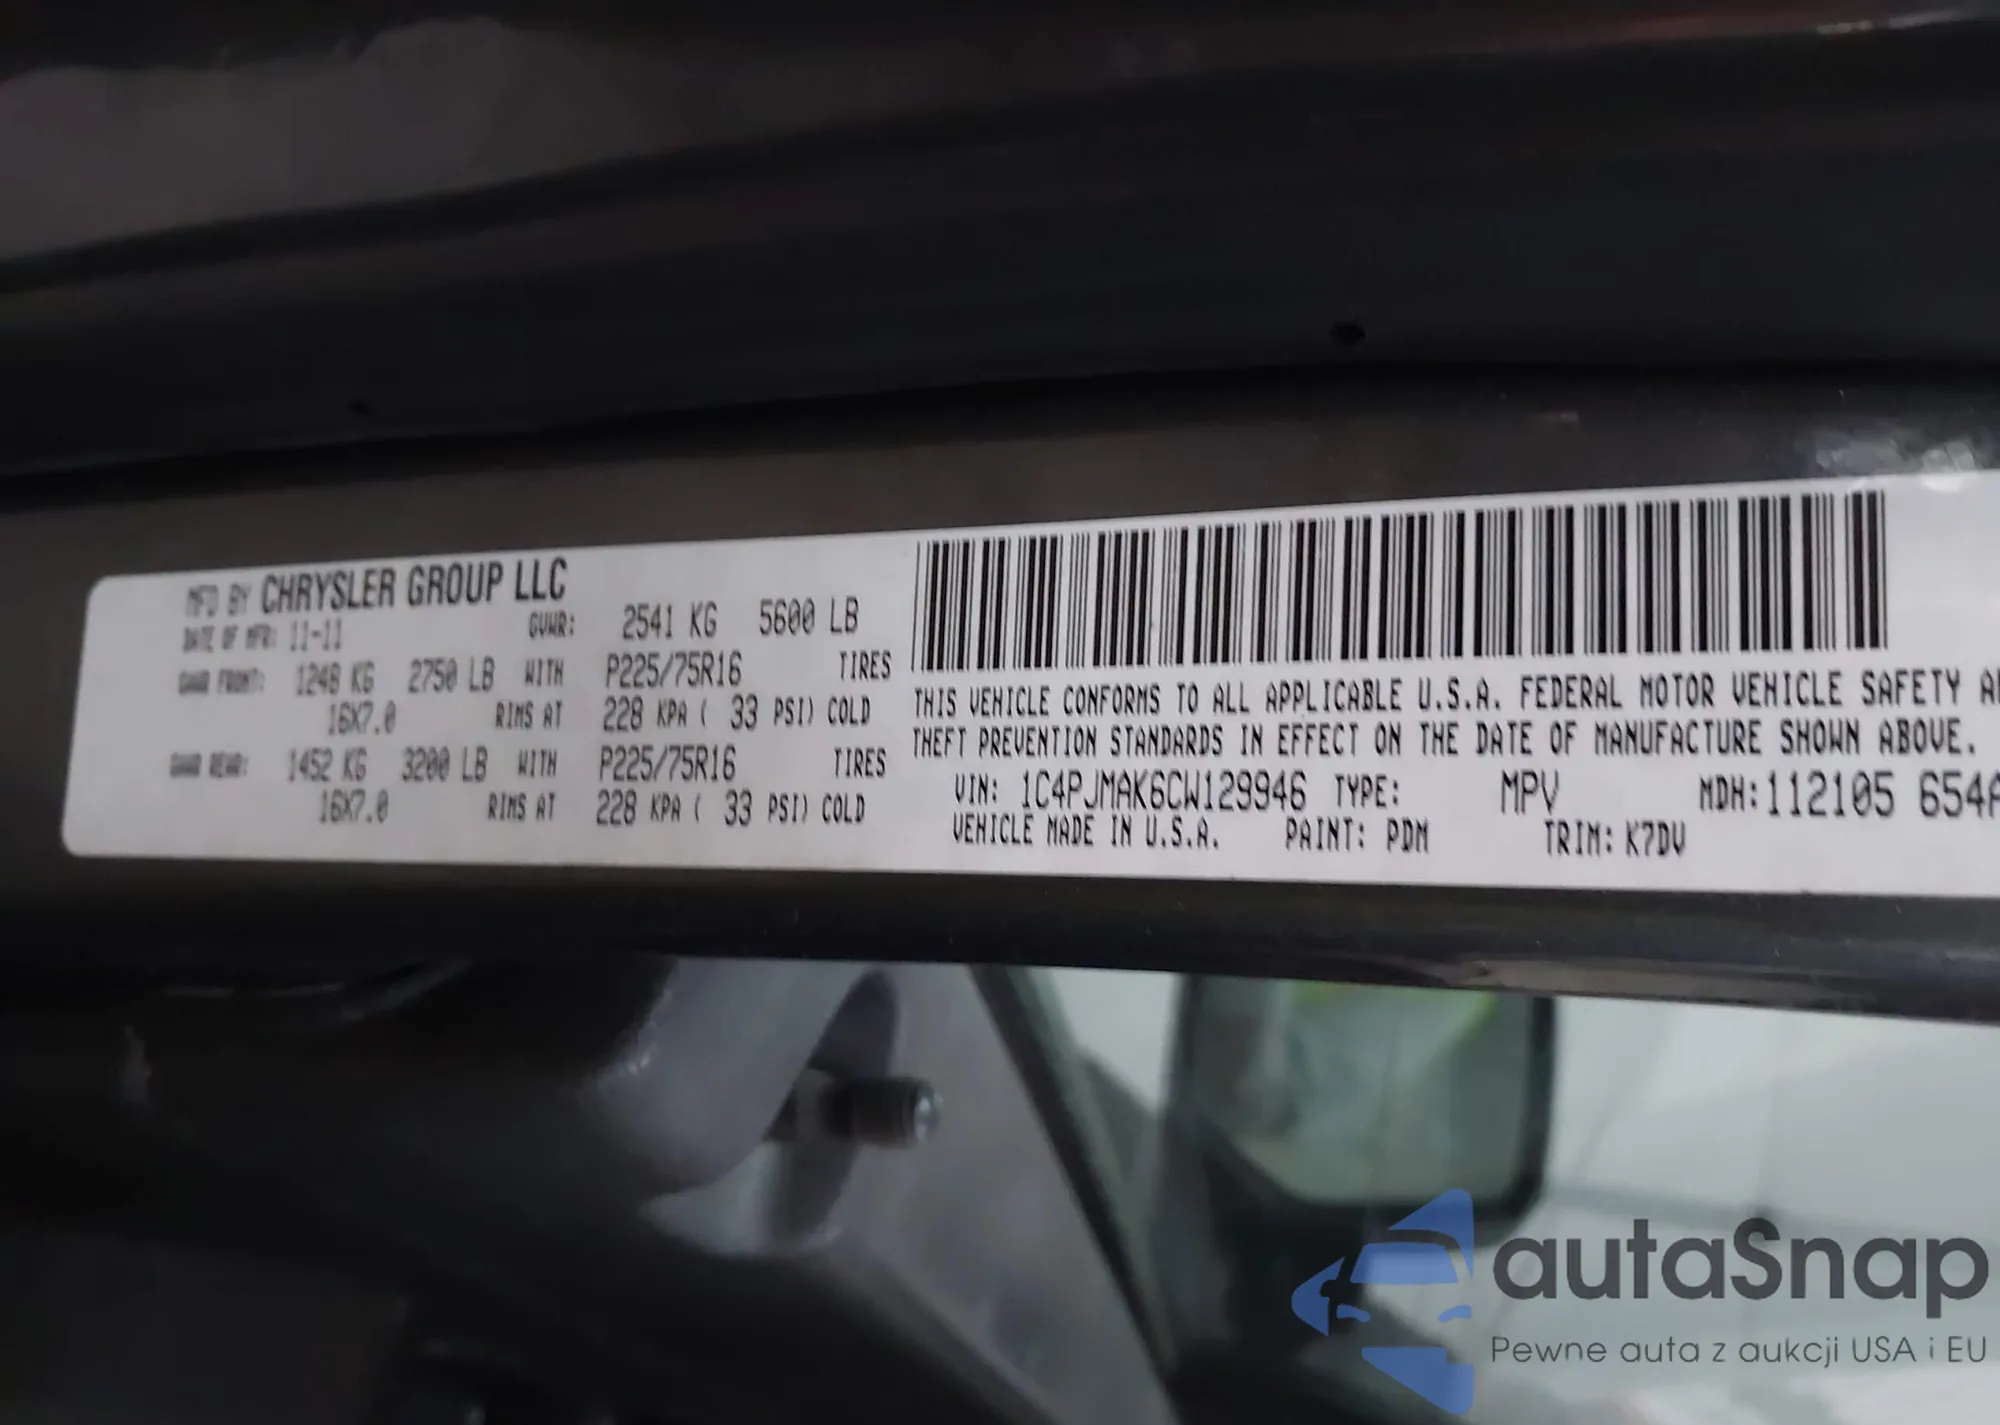 MFD BY CHRYSLER GROUP LLC
DATE OF MFR: 11-11 GVWR: 2541 KG 5600 LB
GAWR FRONT: 1248 KG 2750 LB WITH P225/75R16 TIRES
16X7.0 RIMS AT 228 KPA ( 33 PSI) COLD
GAWR REAR: 1452 KG 3200 LB WITH P225/75R16 TIRES
16X7.0 RIMS AT 228 KPA ( 33 PSI) COLD
THIS VEHICLE CONFORMS TO ALL APPLICABLE U.S.A. FEDERAL MOTOR VEHICLE SAFETY
THEFT PREVENTION STANDARDS IN EFFECT ON THE DATE OF MANUFACTURE SHOWN ABOVE.
VIN: 1C4PJMAK6CW129946 TYPE: MPV MDH: 112105 654
VEHICLE MADE IN U.S.A. PAINT: PDM TRIM: K7DV
autaSnap
Pewne auta z aukcji USA i EU